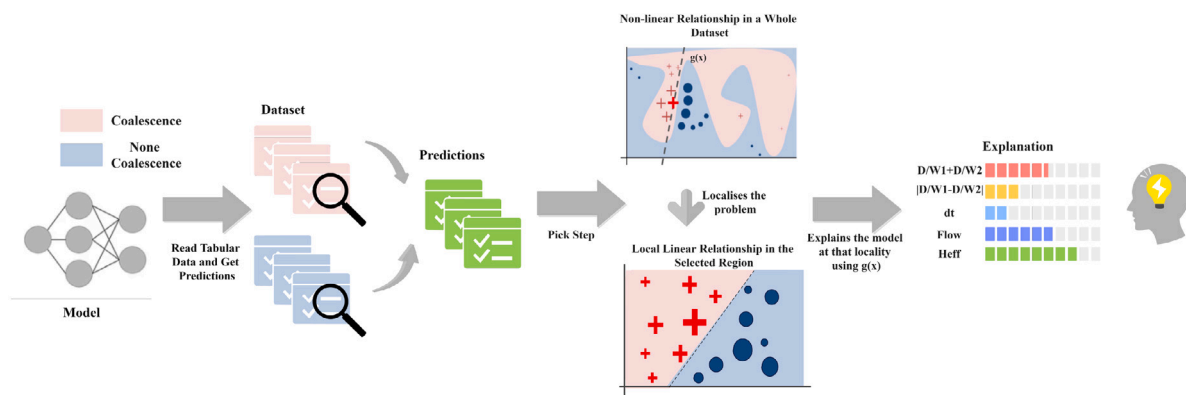 Coalescence
None
Coalescence
Model
Read Tabular
Data and Get
Predictions
Dataset
Predictions
Pick Step
Non-linear Relationship in a Whole
Dataset
g(x)
Localises the
problem
Local Linear Relationship in the
Selected Region
Explains the model
at that locality
using g(x)
Explanation
D/W1+D/W2
|D/W1-D/W2|
dt
Flow
Heff